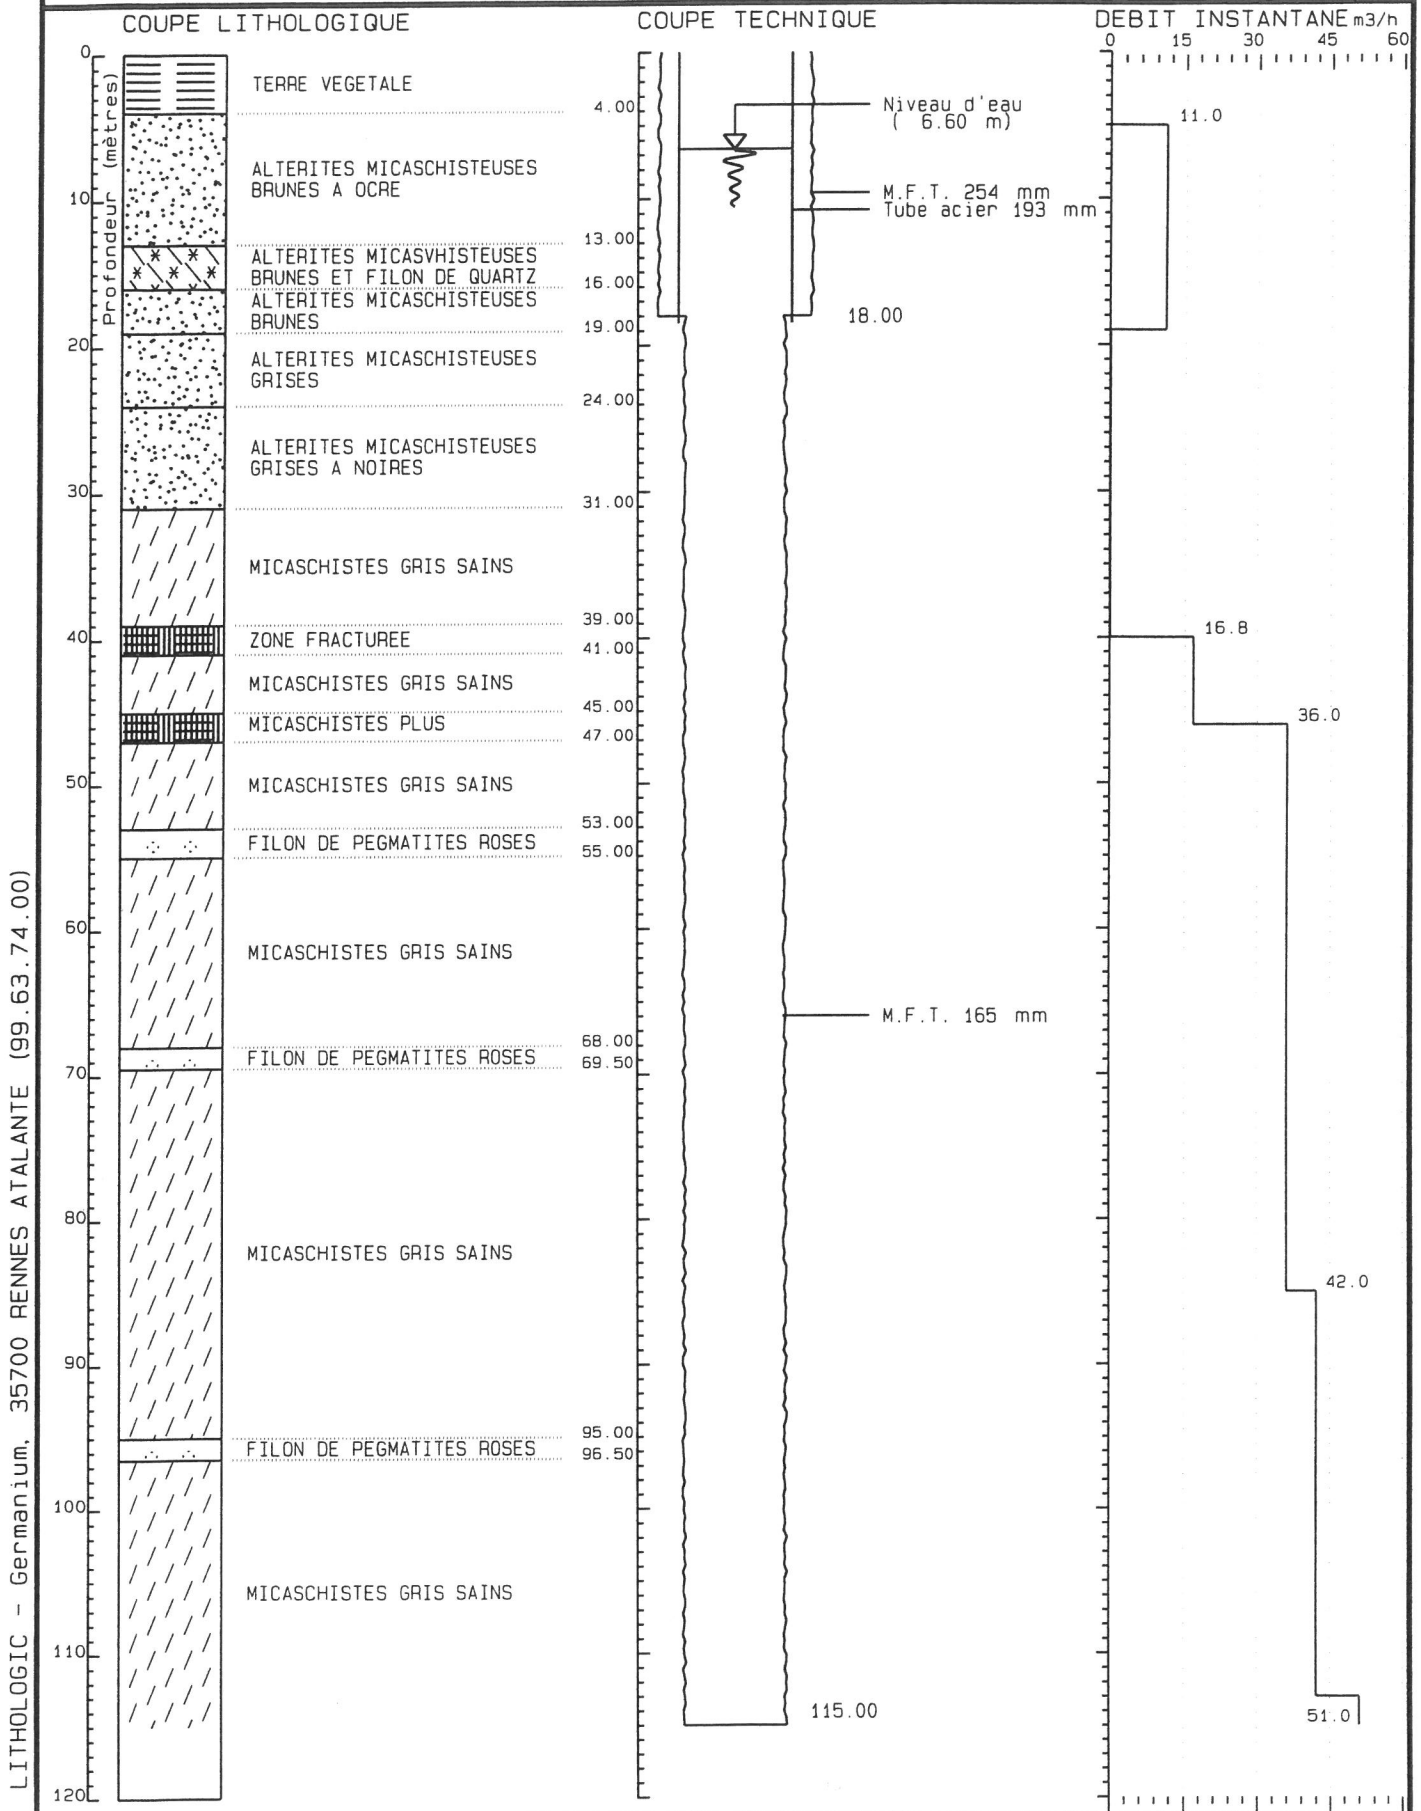 COUPE LITHOLOGIQUE
COUPE TECHNIQUE
DEBIT INSTANTANE m3/h
0 15 30 45 60
Profondeur (mètres)
0
10
20
30
40
50
60
70
80
90
100
110
120
TERRE VEGETALE
4.00
ALTERITES MICASCHISTEUSES
BRUNES A OCRE
13.00
ALTERITES MICASVHISTEUSES
BRUNES ET FILON DE QUARTZ
16.00
ALTERITES MICASCHISTEUSES
BRUNES
19.00
ALTERITES MICASCHISTEUSES
GRISES
24.00
ALTERITES MICASCHISTEUSES
GRISES A NOIRES
31.00
MICASCHISTES GRIS SAINS
39.00
ZONE FRACTUREE
41.00
MICASCHISTES GRIS SAINS
45.00
MICASCHISTES PLUS
47.00
MICASCHISTES GRIS SAINS
53.00
FILON DE PEGMATITES ROSES
55.00
MICASCHISTES GRIS SAINS
68.00
FILON DE PEGMATITES ROSES
69.50
MICASCHISTES GRIS SAINS
95.00
FILON DE PEGMATITES ROSES
96.50
MICASCHISTES GRIS SAINS
Niveau d'eau
( 6.60 m)
M.F.T. 254 mm
Tube acier 193 mm
18.00
M.F.T. 165 mm
115.00
11.0
16.8
36.0
42.0
51.0
LITHOLOGIC - Germanium, 35700 RENNES ATALANTE (99.63.74.00)